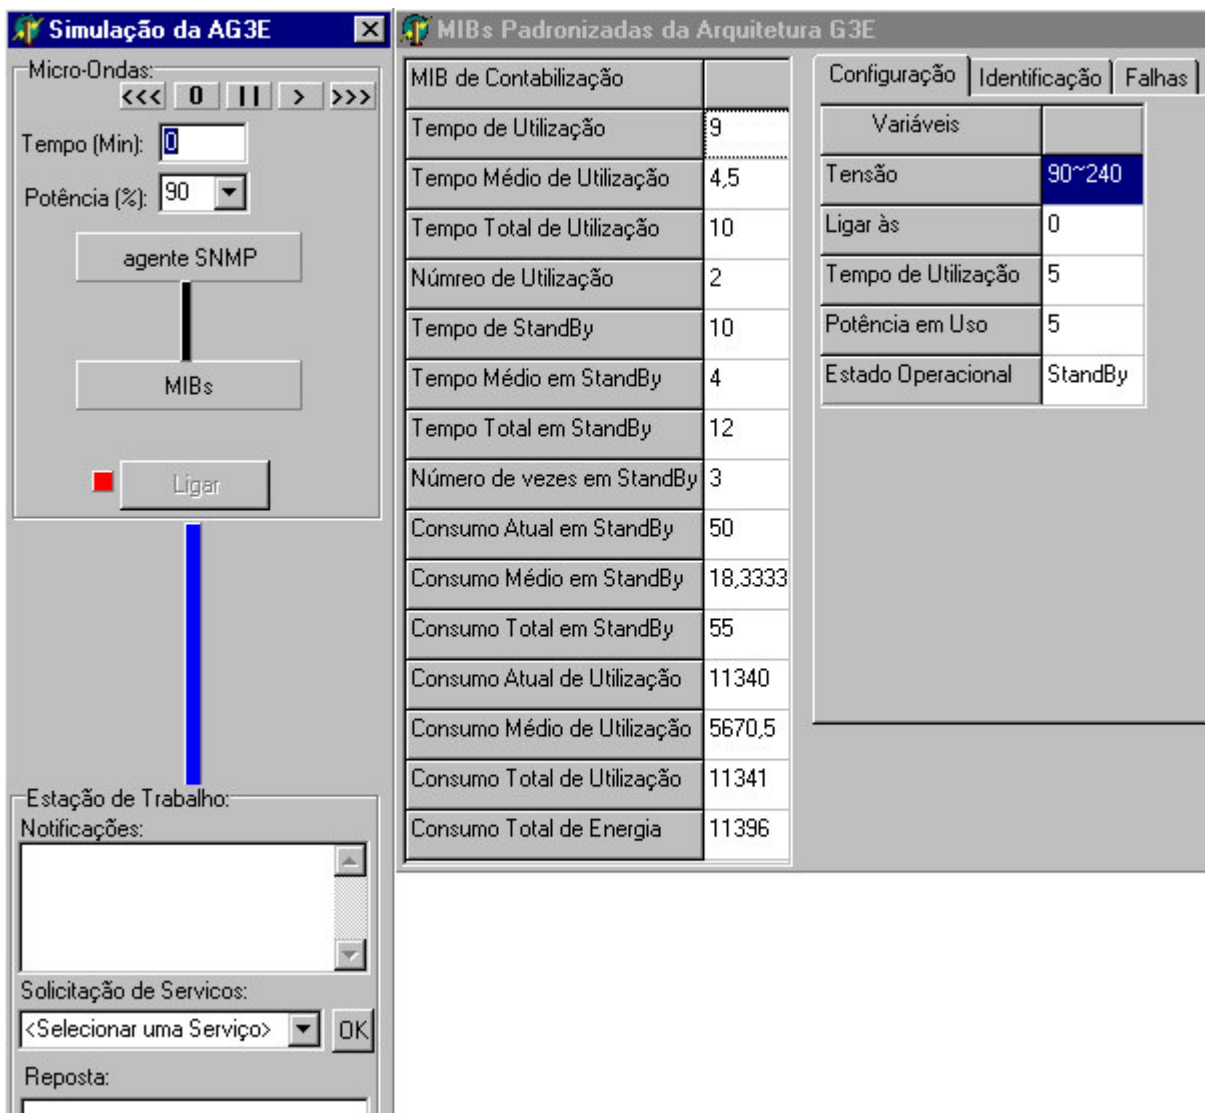 Simulação da AG3E
Micro-Ondas:
<<< 0 || > >>>
Tempo (Min): 0
Potência (%): 90
agente SNMP
MIBs
Ligar
Estação de Trabalho:
Notificações:
Solicitação de Servicos:
<Selecionar uma Serviço> OK
Reposta:
MIBs Padronizadas da Arquitetura G3E
MIB de Contabilização
Tempo de Utilização 9
Tempo Médio de Utilização 4,5
Tempo Total de Utilização 10
Númreo de Utilização 2
Tempo de StandBy 10
Tempo Médio em StandBy 4
Tempo Total em StandBy 12
Número de vezes em StandBy 3
Consumo Atual em StandBy 50
Consumo Médio em StandBy 18,3333
Consumo Total em StandBy 55
Consumo Atual de Utilização 11340
Consumo Médio de Utilização 5670,5
Consumo Total de Utilização 11341
Consumo Total de Energia 11396
Configuração Identificação Falhas
Variáveis
Tensão 90~240
Ligar às 0
Tempo de Utilização 5
Potência em Uso 5
Estado Operacional StandBy